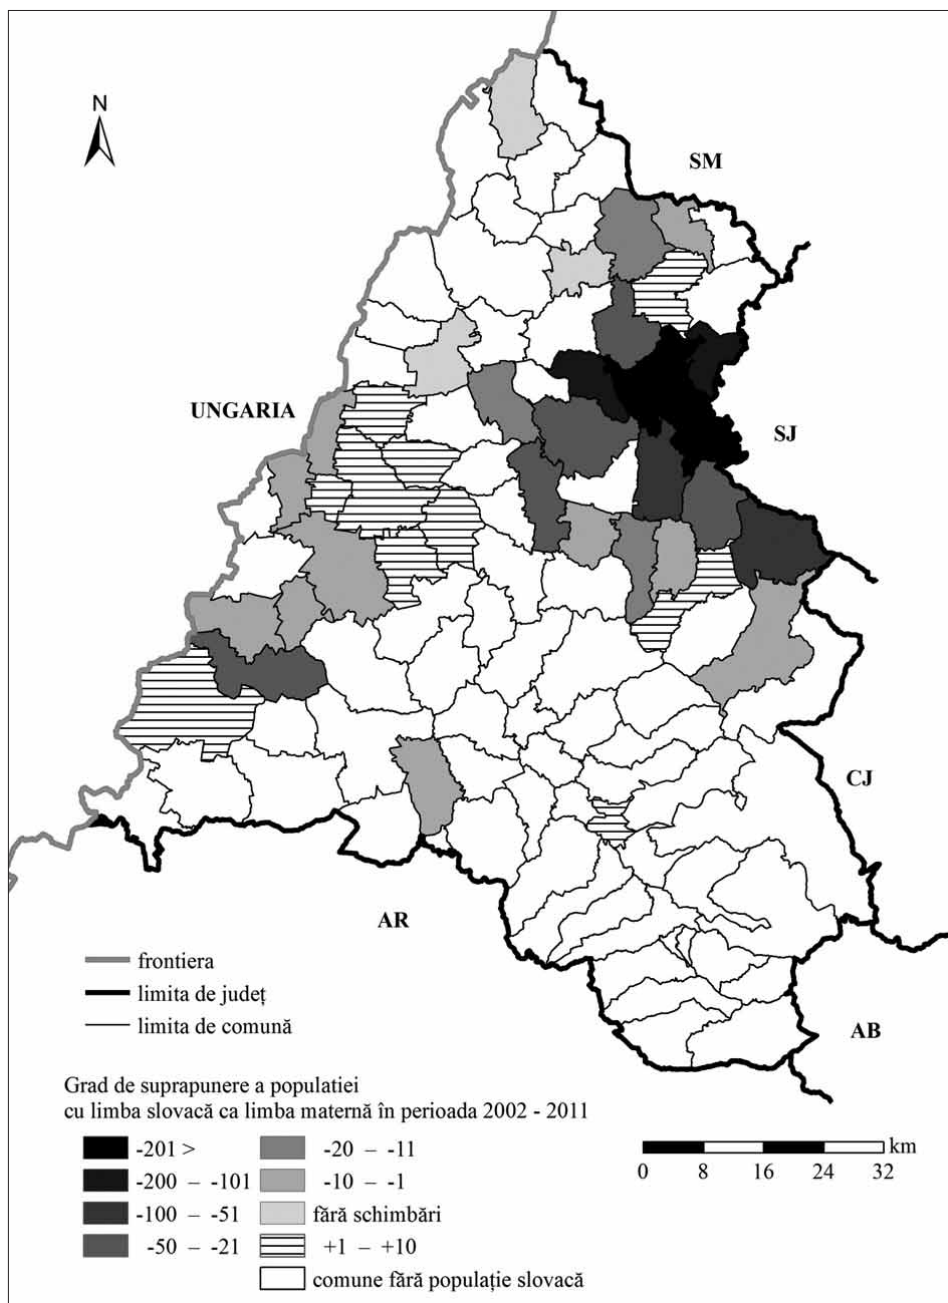 N
SM
UNGARIA
SJ
CJ
AR
AB
frontiera
limita de județ
limita de comună
Grad de suprapunere a populatiei
cu limba slovacă ca limba maternă în perioada 2002 - 2011
-201 >
-200 – -101
-100 – -51
-50 – -21
-20 – -11
-10 – -1
fără schimbări
+1 – +10
comune fără populație slovacă
km
0 8 16 24 32